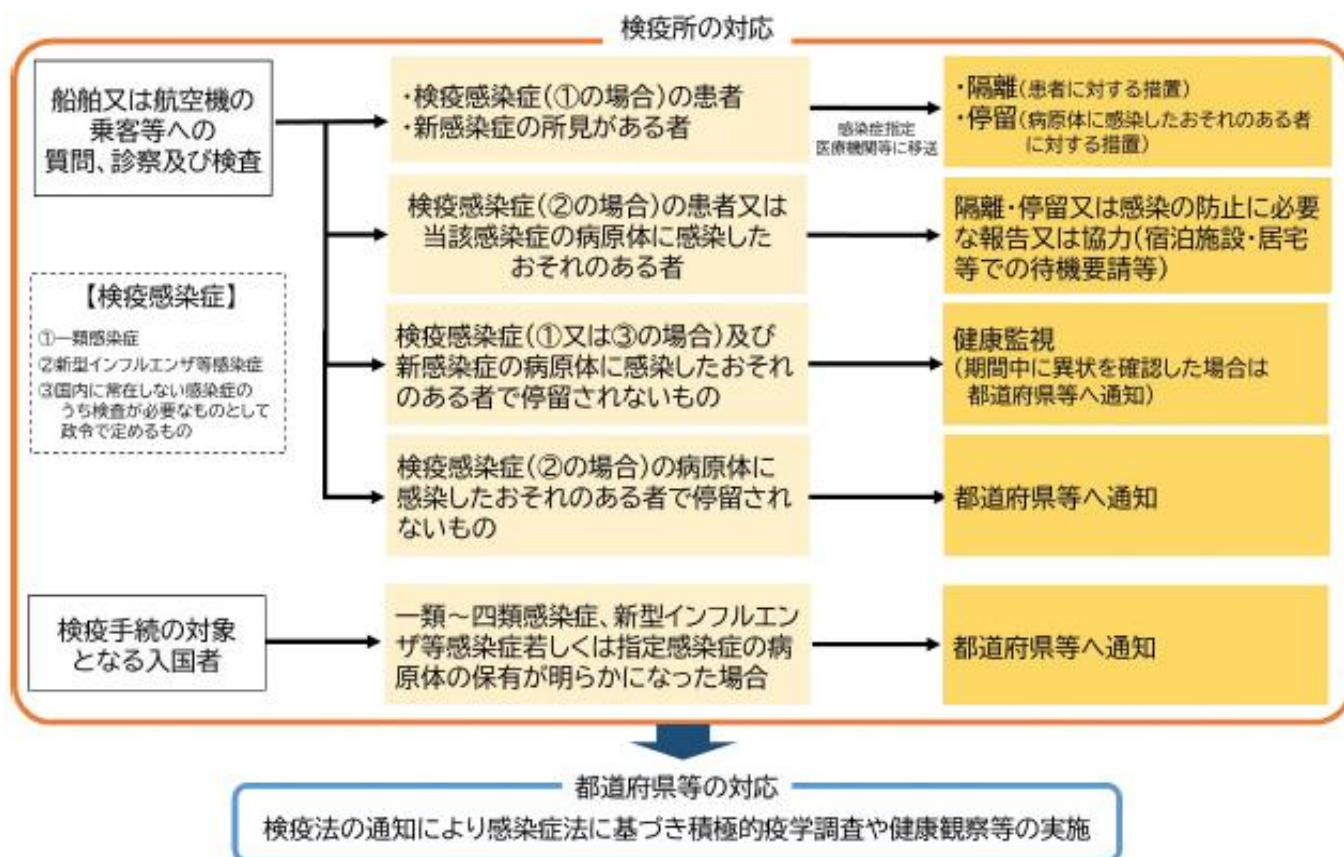 検疫所の対応
船舶又は航空機の
乗客等への
質問、診察及び検査
・検疫感染症(①の場合)の患者
・新感染症の所見がある者
感染症指定
医療機関等に移送
・隔離(患者に対する措置)
・停留(病原体に感染したおそれのある者
に対する措置)
検疫感染症(②の場合)の患者又は
当該感染症の病原体に感染した
おそれのある者
隔離・停留又は感染の防止に必要
な報告又は協力(宿泊施設・居宅
等での待機要請等)
【検疫感染症】
①一類感染症
②新型インフルエンザ等感染症
③国内に常在しない感染症の
うち検査が必要なものとして
政令で定めるもの
検疫感染症(①又は③の場合)及び
新感染症の病原体に感染したおそれ
のある者で停留されないもの
健康監視
(期間中に異状を確認した場合は
都道府県等へ通知)
検疫感染症(②の場合)の病原体に
感染したおそれのある者で停留され
ないもの
都道府県等へ通知
検疫手続の対象
となる入国者
一類～四類感染症、新型インフルエン
ザ等感染症若しくは指定感染症の病
原体の保有が明らかになった場合
都道府県等へ通知
都道府県等の対応
検疫法の通知により感染症法に基づき積極的疫学調査や健康観察等の実施